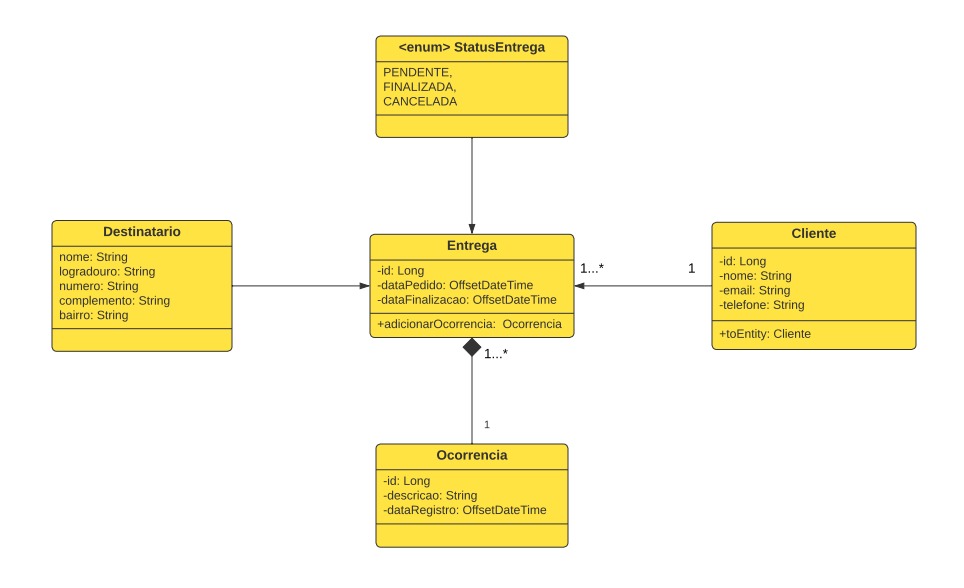 <enum> StatusEntrega
PENDENTE,
FINALIZADA,
CANCELADA
Destinatario
nome: String
logradouro: String
numero: String
complemento: String
bairro: String
Entrega
-id: Long
-dataPedido: OffsetDateTime
-dataFinalizacao: OffsetDateTime
+adicionarOcorrencia:  Ocorrencia
1...*
1
Cliente
-id: Long
-nome: String
-email: String
-telefone: String
+toEntity: Cliente
1...*
1
Ocorrencia
-id: Long
-descricao: String
-dataRegistro: OffsetDateTime